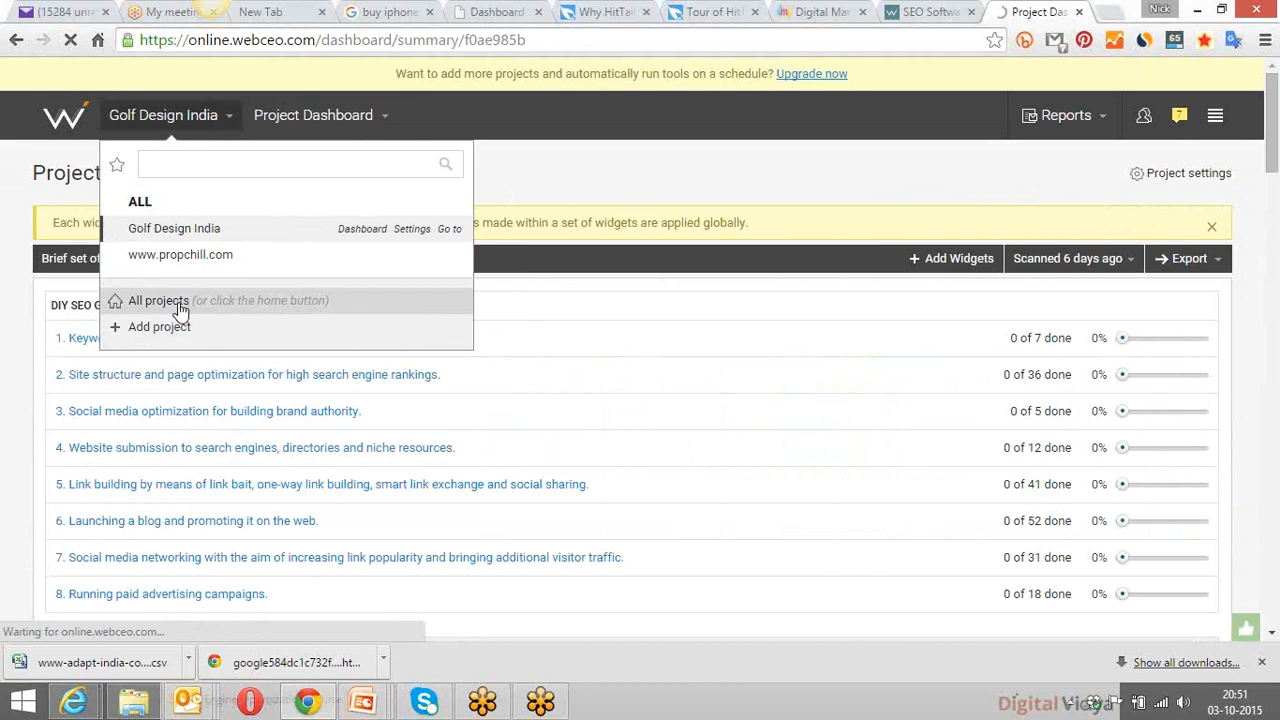 (15284 unr
My meetin
New Tab
buy iphone
Dashboard
Why HitTai
Tour of HitT
Digital Mar
SEO Softwa
Project Das
Nick
https://online.webceo.com/dashboard/summary/f0ae985b
65
Want to add more projects and automatically run tools on a schedule? Upgrade now
Golf Design India
Project Dashboard
Reports
7
Project
Project settings
ALL
Golf Design India
Dashboard Settings Go to
www.propchill.com
All projects (or click the home button)
Add project
Each wid
s made within a set of widgets are applied globally.
Brief set of
+ Add Widgets
Scanned 6 days ago
Export
DIY SEO G
1. Keyw
0 of 7 done 0%
2. Site structure and page optimization for high search engine rankings.
0 of 36 done 0%
3. Social media optimization for building brand authority.
0 of 5 done 0%
4. Website submission to search engines, directories and niche resources.
0 of 12 done 0%
5. Link building by means of link bait, one-way link building, smart link exchange and social sharing.
0 of 41 done 0%
6. Launching a blog and promoting it on the web.
0 of 52 done 0%
7. Social media networking with the aim of increasing link popularity and bringing additional visitor traffic.
0 of 31 done 0%
8. Running paid advertising campaigns.
0 of 18 done 0%
Waiting for online.webceo.com...
www-adapt-india-co....csv
google584dc1c732f....ht...
Show all downloads...
Digital Vidya
20:51
03-10-2015